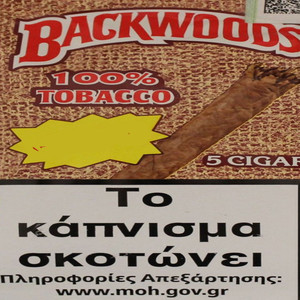 BACKWOODS
100%
TOBACCO
5 CIGAR
Το
κάπνισμα
σκοτώνει
Πληροφορίες Απεξάρτησης:
www.moh.gov.gr